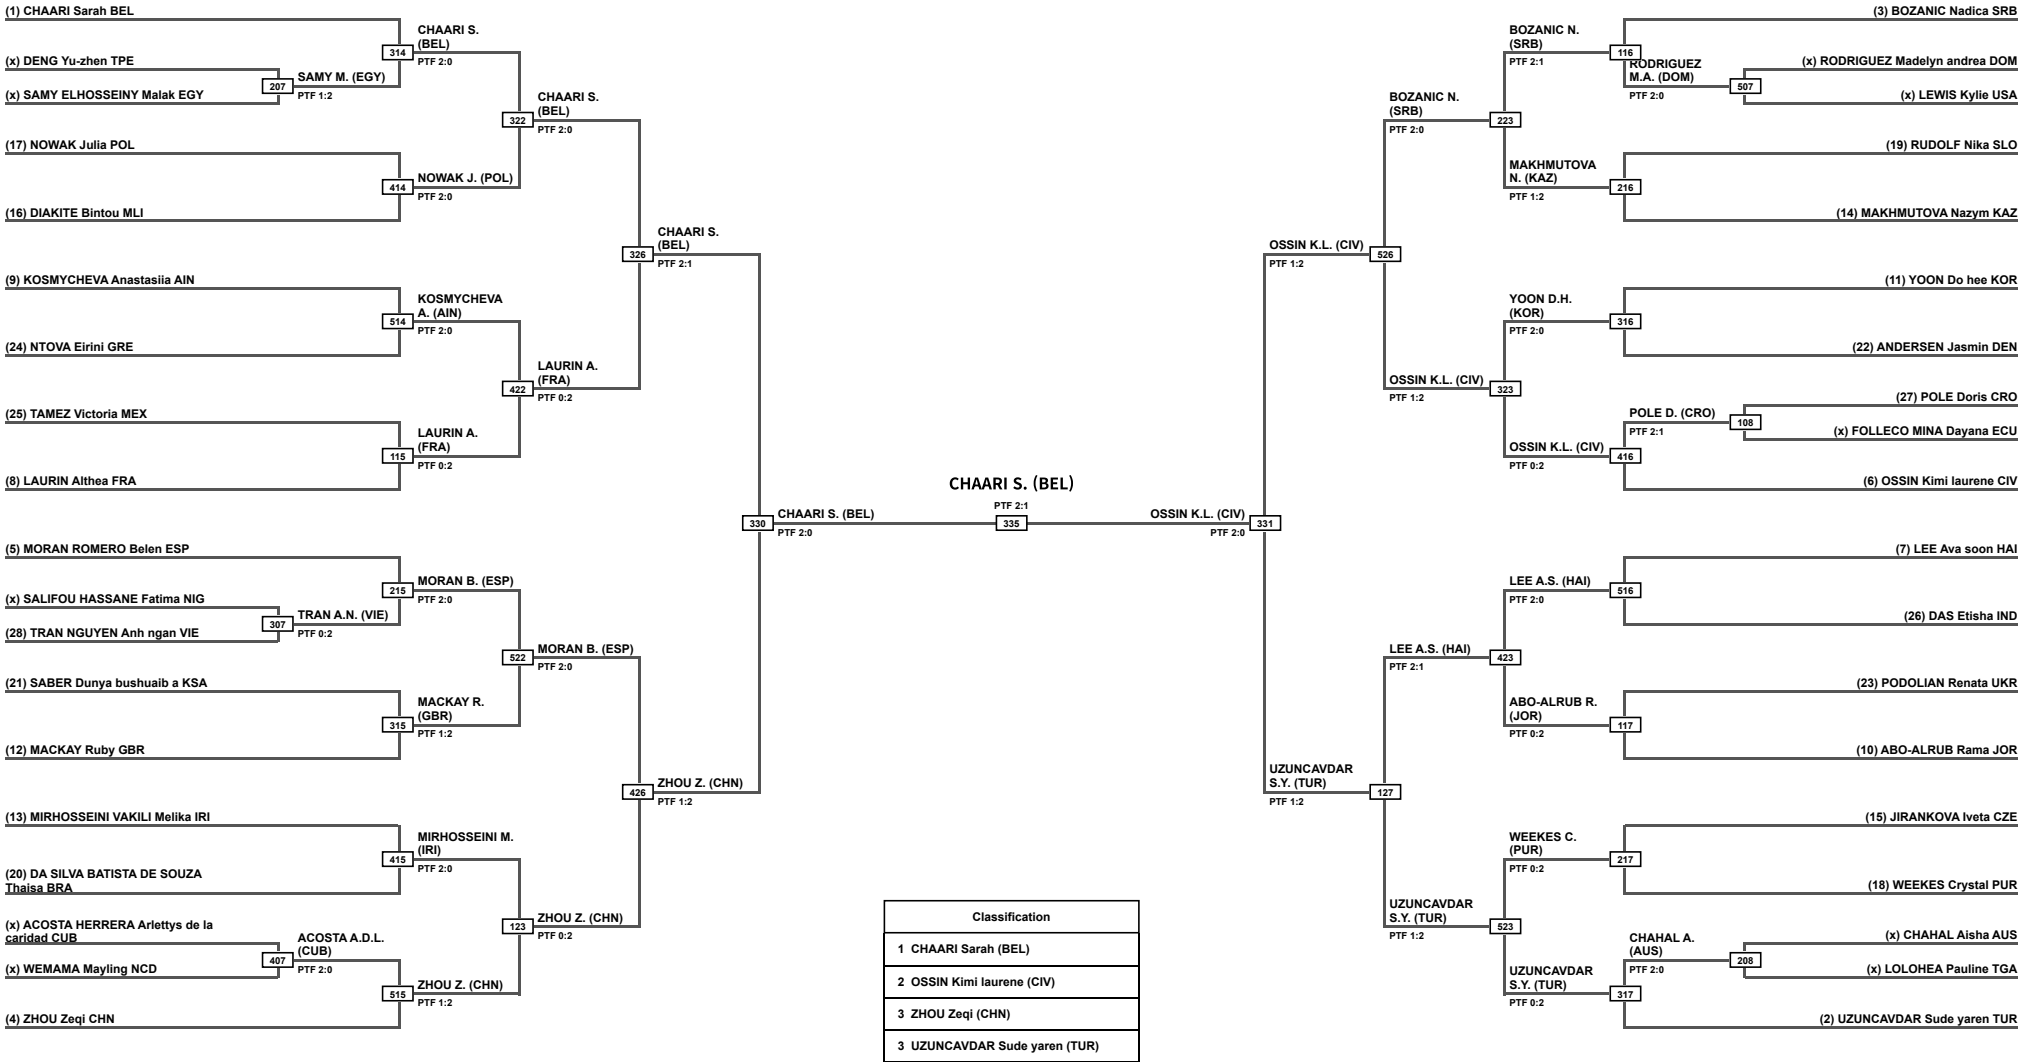 (1) CHAARI Sarah BEL
(x) DENG Yu-zhen TPE
(x) SAMY ELHOSSEINY Malak EGY
(17) NOWAK Julia POL
(16) DIAKITE Bintou MLI
(9) KOSMYCHEVA Anastasiia AIN
(24) NTOVA Eirini GRE
(25) TAMEZ Victoria MEX
(8) LAURIN Althea FRA
(5) MORAN ROMERO Belen ESP
(x) SALIFOU HASSANE Fatima NIG
(28) TRAN NGUYEN Anh ngan VIE
(21) SABER Dunya bushuaib a KSA
(12) MACKAY Ruby GBR
(13) MIRHOSSEINI VAKILI Melika IRI
(20) DA SILVA BATISTA DE SOUZA
Thaisa BRA
(x) ACOSTA HERRERA Arlettys de la
caridad CUB
(x) WEMAMA Mayling NCD
(4) ZHOU Zeqi CHN
207
SAMY M. (EGY)
PTF 1:2
307
TRAN A.N. (VIE)
PTF 0:2
407
ACOSTA A.D.L.
(CUB)
PTF 2:0
314
CHAARI S.
(BEL)
PTF 2:0
414
NOWAK J. (POL)
PTF 2:0
514
KOSMYCHEVA
A. (AIN)
PTF 2:0
115
LAURIN A.
(FRA)
PTF 0:2
215
MORAN B. (ESP)
PTF 2:0
315
MACKAY R.
(GBR)
PTF 1:2
415
MIRHOSSEINI M.
(IRI)
PTF 2:0
515
ZHOU Z. (CHN)
PTF 1:2
322
CHAARI S.
(BEL)
PTF 2:0
422
LAURIN A.
(FRA)
PTF 0:2
522
MORAN B. (ESP)
PTF 2:0
123
ZHOU Z. (CHN)
PTF 0:2
326
CHAARI S.
(BEL)
PTF 2:1
426
ZHOU Z. (CHN)
PTF 1:2
330
CHAARI S. (BEL)
PTF 2:0
CHAARI S. (BEL)
PTF 2:1
335
OSSIN K.L. (CIV)
PTF 2:0
331
OSSIN K.L. (CIV)
PTF 1:2
526
UZUNCAVDAR
S.Y. (TUR)
PTF 1:2
127
BOZANIC N.
(SRB)
PTF 2:0
223
OSSIN K.L. (CIV)
PTF 1:2
323
LEE A.S. (HAI)
PTF 2:1
423
UZUNCAVDAR
S.Y. (TUR)
PTF 1:2
523
BOZANIC N.
(SRB)
PTF 2:1
116
MAKHMUTOVA
N. (KAZ)
PTF 1:2
216
YOON D.H.
(KOR)
PTF 2:0
316
OSSIN K.L. (CIV)
PTF 0:2
416
LEE A.S. (HAI)
PTF 2:0
516
ABO-ALRUB R.
(JOR)
PTF 0:2
117
WEEKES C.
(PUR)
PTF 0:2
217
UZUNCAVDAR
S.Y. (TUR)
PTF 0:2
317
RODRIGUEZ
M.A. (DOM)
PTF 2:0
507
POLE D. (CRO)
PTF 2:1
108
CHAHAL A.
(AUS)
PTF 2:0
208
(3) BOZANIC Nadica SRB
(x) RODRIGUEZ Madelyn andrea DOM
(x) LEWIS Kylie USA
(19) RUDOLF Nika SLO
(14) MAKHMUTOVA Nazym KAZ
(11) YOON Do hee KOR
(22) ANDERSEN Jasmin DEN
(27) POLE Doris CRO
(x) FOLLECO MINA Dayana ECU
(6) OSSIN Kimi laurene CIV
(7) LEE Ava soon HAI
(26) DAS Etisha IND
(23) PODOLIAN Renata UKR
(10) ABO-ALRUB Rama JOR
(15) JIRANKOVA Iveta CZE
(18) WEEKES Crystal PUR
(x) CHAHAL Aisha AUS
(x) LOLOHEA Pauline TGA
(2) UZUNCAVDAR Sude yaren TUR
Classification
1 CHAARI Sarah (BEL)
2 OSSIN Kimi laurene (CIV)
3 ZHOU Zeqi (CHN)
3 UZUNCAVDAR Sude yaren (TUR)